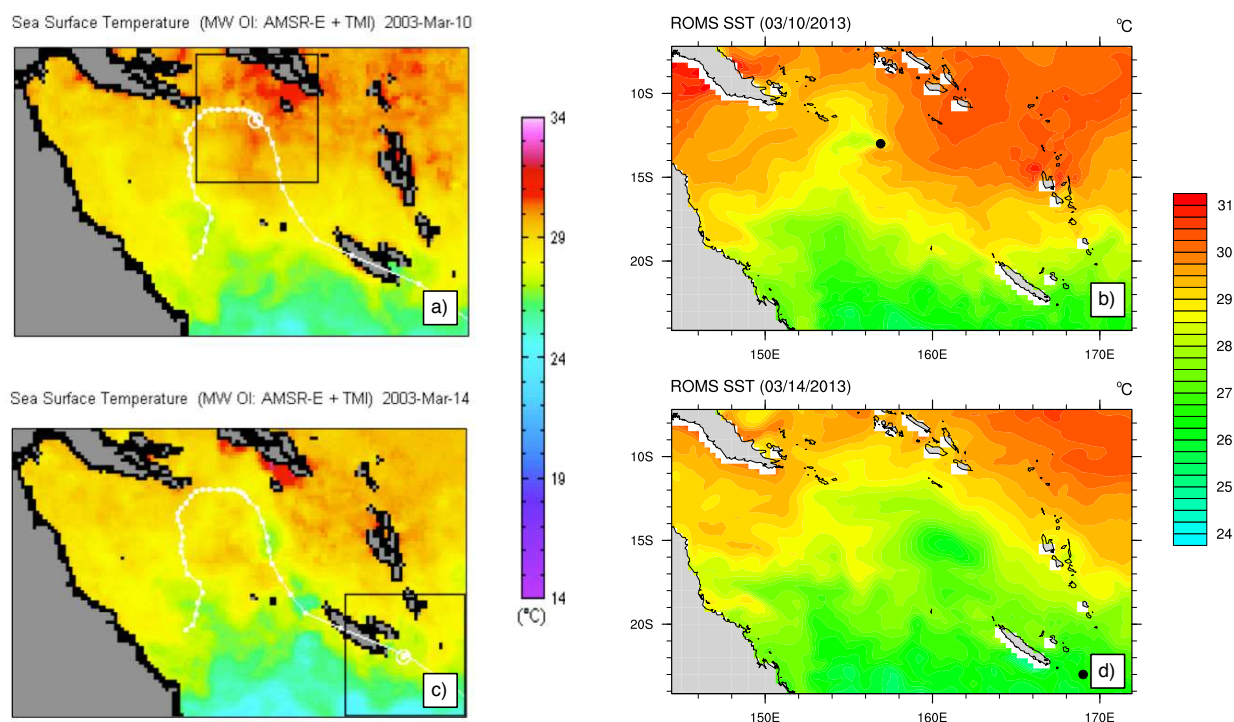 Sea Surface Temperature (MW OI: AMSR-E + TMI) 2003-Mar-10
a)
34
29
24
19
14
(°C)
Sea Surface Temperature (MW OI: AMSR-E + TMI) 2003-Mar-14
c)
ROMS SST (03/10/2013) °C
10S
15S
20S
b)
150E 160E 170E
ROMS SST (03/14/2013) °C
10S
15S
20S
d)
150E 160E 170E
31
30
29
28
27
26
25
24